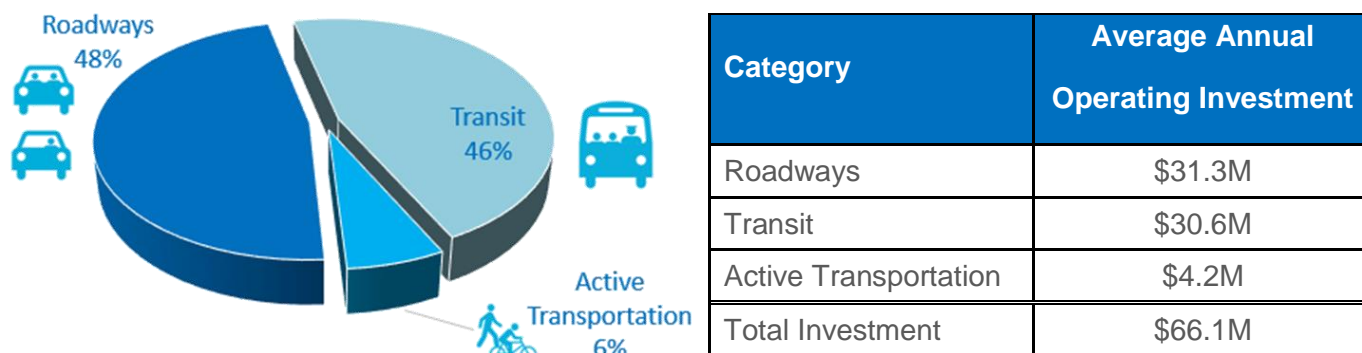 Roadways
48%
Transit
46%
Active
Transportation
6%
Category
Average Annual
Operating Investment
Roadways
$31.3M
Transit
$30.6M
Active Transportation
$4.2M
Total Investment
$66.1M